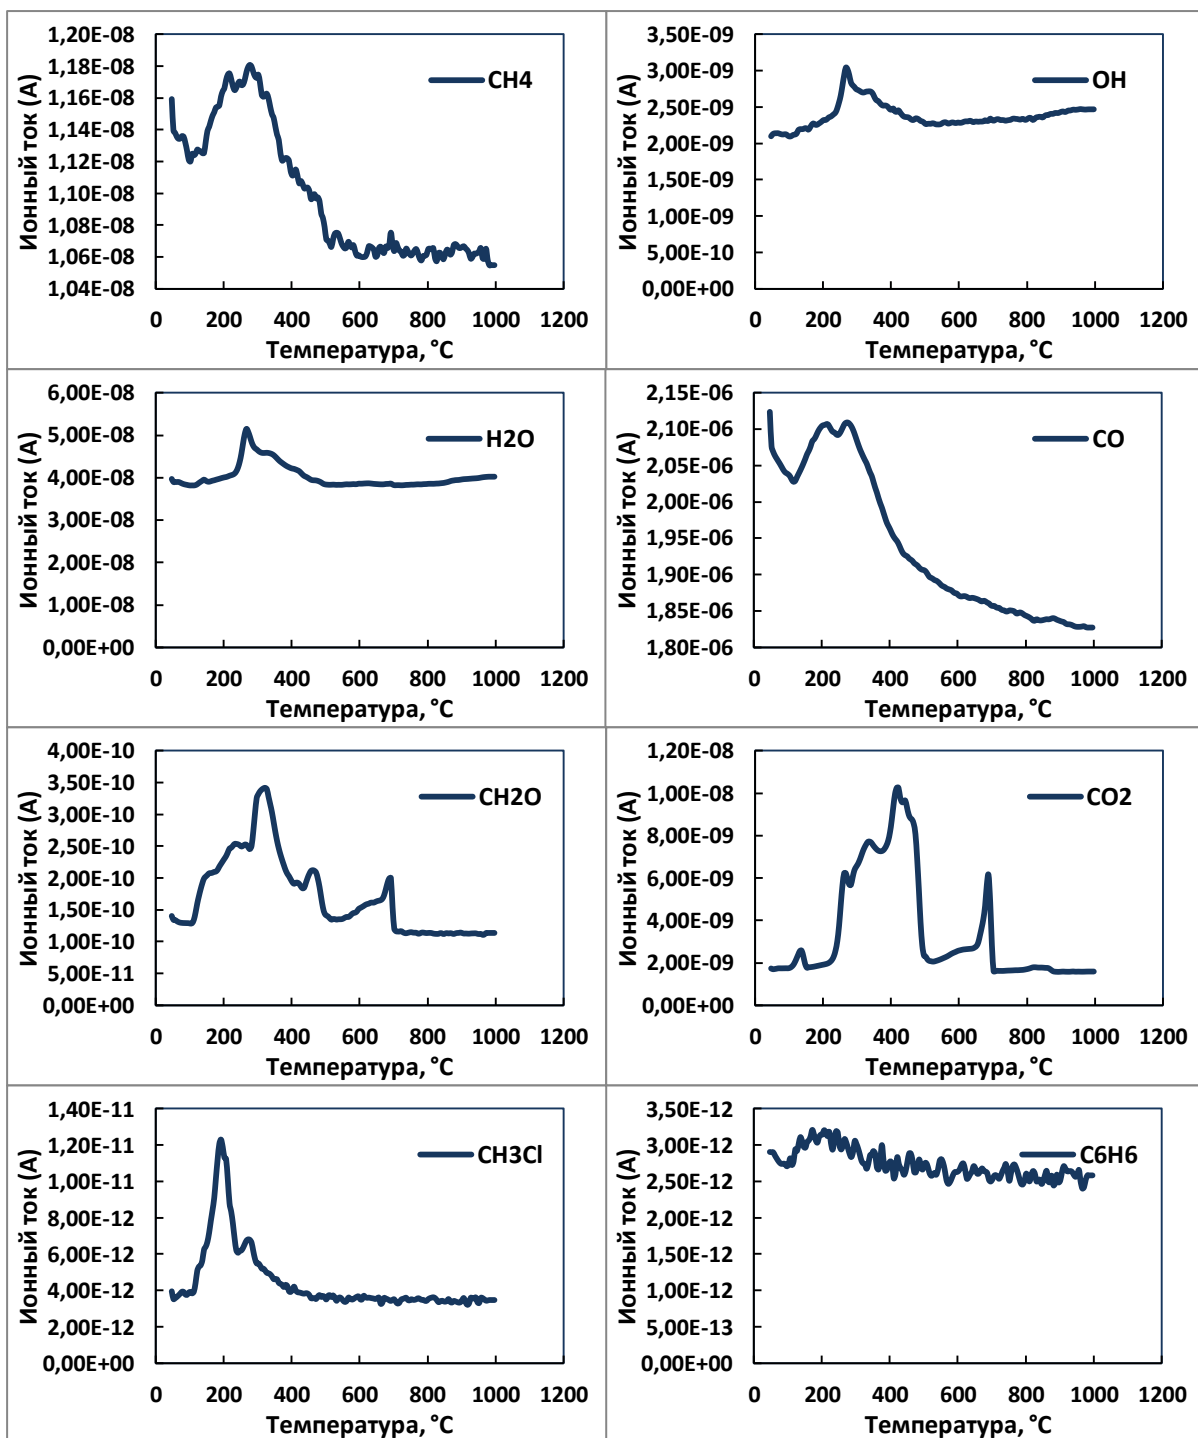 Ионный ток (А)
1,20E-08
1,18E-08
1,16E-08
1,14E-08
1,12E-08
1,10E-08
1,08E-08
1,06E-08
1,04E-08
CH4
0 200 400 600 800 1000 1200
Температура, °C
Ионный ток (А)
3,50E-09
3,00E-09
2,50E-09
2,00E-09
1,50E-09
1,00E-09
5,00E-10
0,00E+00
OH
0 200 400 600 800 1000 1200
Температура, °C
Ионный ток (А)
6,00E-08
5,00E-08
4,00E-08
3,00E-08
2,00E-08
1,00E-08
0,00E+00
H2O
0 200 400 600 800 1000 1200
Температура, °C
Ионный ток (А)
2,15E-06
2,10E-06
2,05E-06
2,00E-06
1,95E-06
1,90E-06
1,85E-06
1,80E-06
CO
0 200 400 600 800 1000 1200
Температура, °C
Ионный ток (А)
4,00E-10
3,50E-10
3,00E-10
2,50E-10
2,00E-10
1,50E-10
1,00E-10
5,00E-11
0,00E+00
CH2O
0 200 400 600 800 1000 1200
Температура, °C
Ионный ток (А)
1,20E-08
1,00E-08
8,00E-09
6,00E-09
4,00E-09
2,00E-09
0,00E+00
CO2
0 200 400 600 800 1000 1200
Температура, °C
Ионный ток (А)
1,40E-11
1,20E-11
1,00E-11
8,00E-12
6,00E-12
4,00E-12
2,00E-12
0,00E+00
CH3Cl
0 200 400 600 800 1000 1200
Температура, °C
Ионный ток (А)
3,50E-12
3,00E-12
2,50E-12
2,00E-12
1,50E-12
1,00E-12
5,00E-13
0,00E+00
C6H6
0 200 400 600 800 1000 1200
Температура, °C